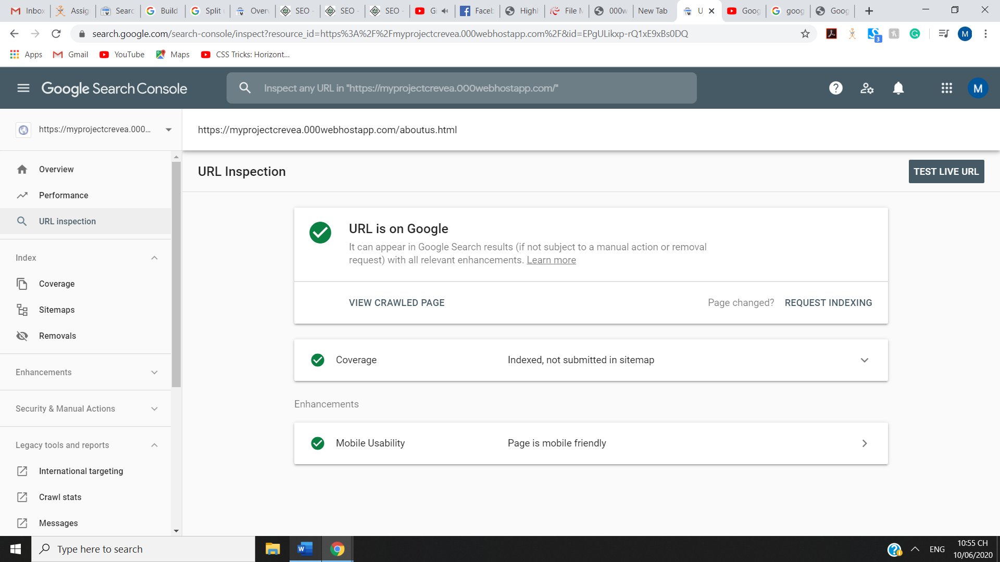 Inbox
Assig
Searc
Build
Split
Over
SEO -
SEO -
SEO -
Gi
Faceb
Highl
File M
000w
New Tab
U
Goog
goog
Goog
search.google.com/search-console/inspect?resource_id=https%3A%2F%2Fmyprojectcrevea.000webhostapp.com%2F&id=EPgULikxp-rQ1xE9xBs0DQ
3
M
Apps
Gmail
YouTube
Maps
CSS Tricks: Horizont...
Google Search Console
Inspect any URL in "https://myprojectcrevea.000webhostapp.com/"
M
https://myprojectcrevea.000...
https://myprojectcrevea.000webhostapp.com/aboutus.html
Overview
Performance
URL inspection
Index
Coverage
Sitemaps
Removals
Enhancements
Security & Manual Actions
Legacy tools and reports
International targeting
Crawl stats
Messages
URL Inspection
TEST LIVE URL
URL is on Google
It can appear in Google Search results (if not subject to a manual action or removal
request) with all relevant enhancements. Learn more
VIEW CRAWLED PAGE
Page changed? REQUEST INDEXING
Coverage
Indexed, not submitted in sitemap
Enhancements
Mobile Usability
Page is mobile friendly
Type here to search
ENG
10:55 CH
10/06/2020